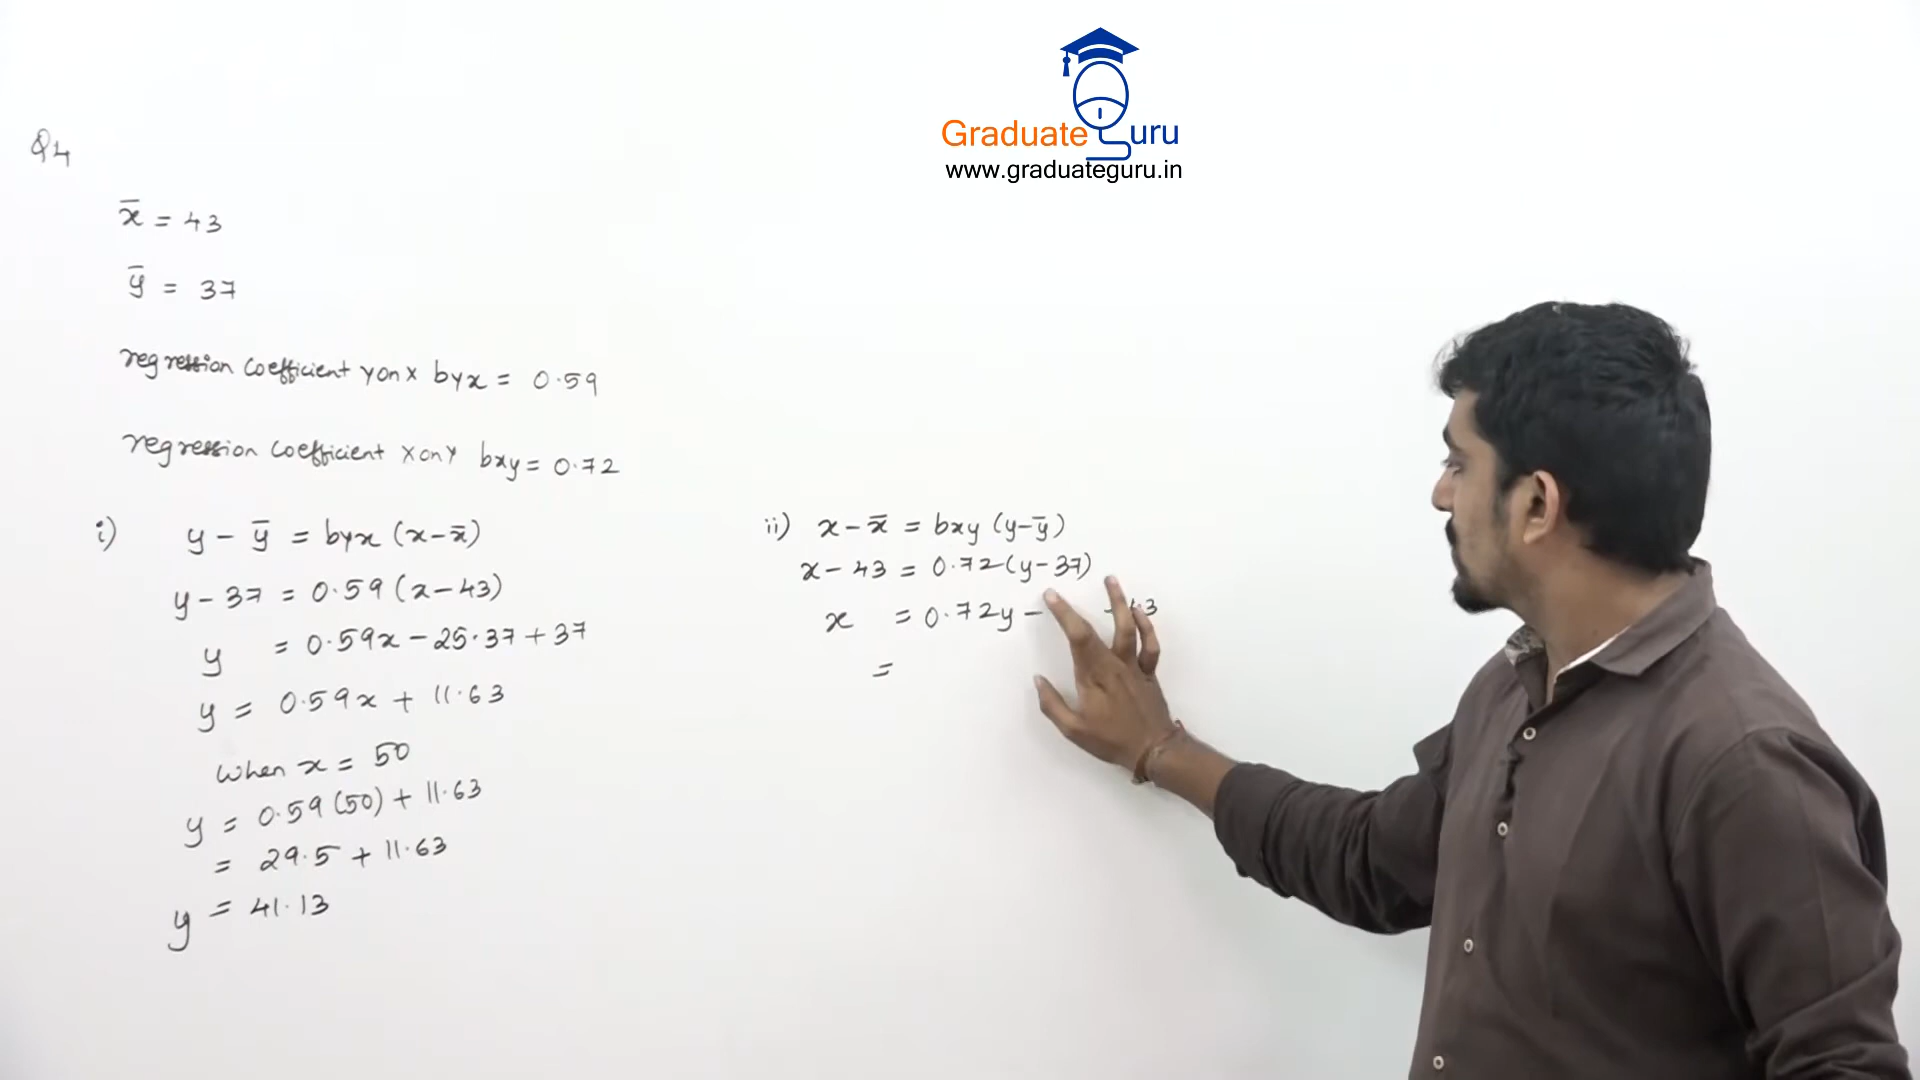 Graduate Guru
www.graduateguru.in
Q4
x̅ = 43
y̅ = 37
regression coefficient y on x byx = 0.59
regression coefficient x on y bxy = 0.72
i) y - y̅ = byx (x - x̅)
y - 37 = 0.59 (x - 43)
y = 0.59x - 25.37 + 37
y = 0.59x + 11.63
when x = 50
y = 0.59 (50) + 11.63
= 29.5 + 11.63
y = 41.13
ii) x - x̅ = bxy (y - y̅)
x - 43 = 0.72 (y - 37)
x = 0.72y -
=